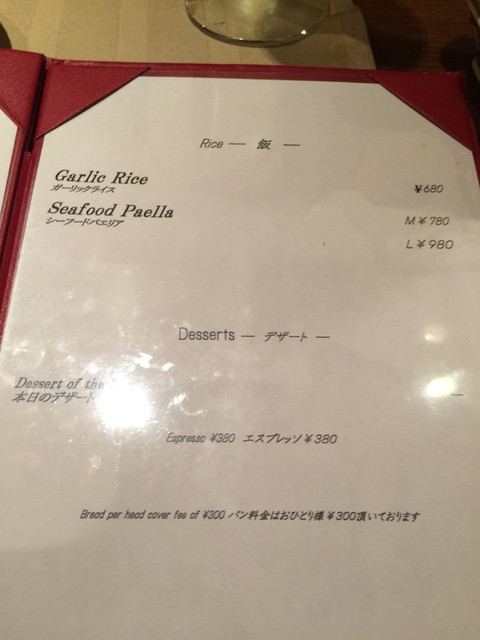 Rice — 飯 —
Garlic Rice
ガーリックライス
¥680
Seafood Paella
シーフードパエリア
M¥780
L¥980
Desserts — デザート —
Dessert of the
本日のデザート
—
Espresso ¥380 エスプレッソ¥380
Bread per head cover fee of ¥300 パン料金はおひとり様¥300頂いております